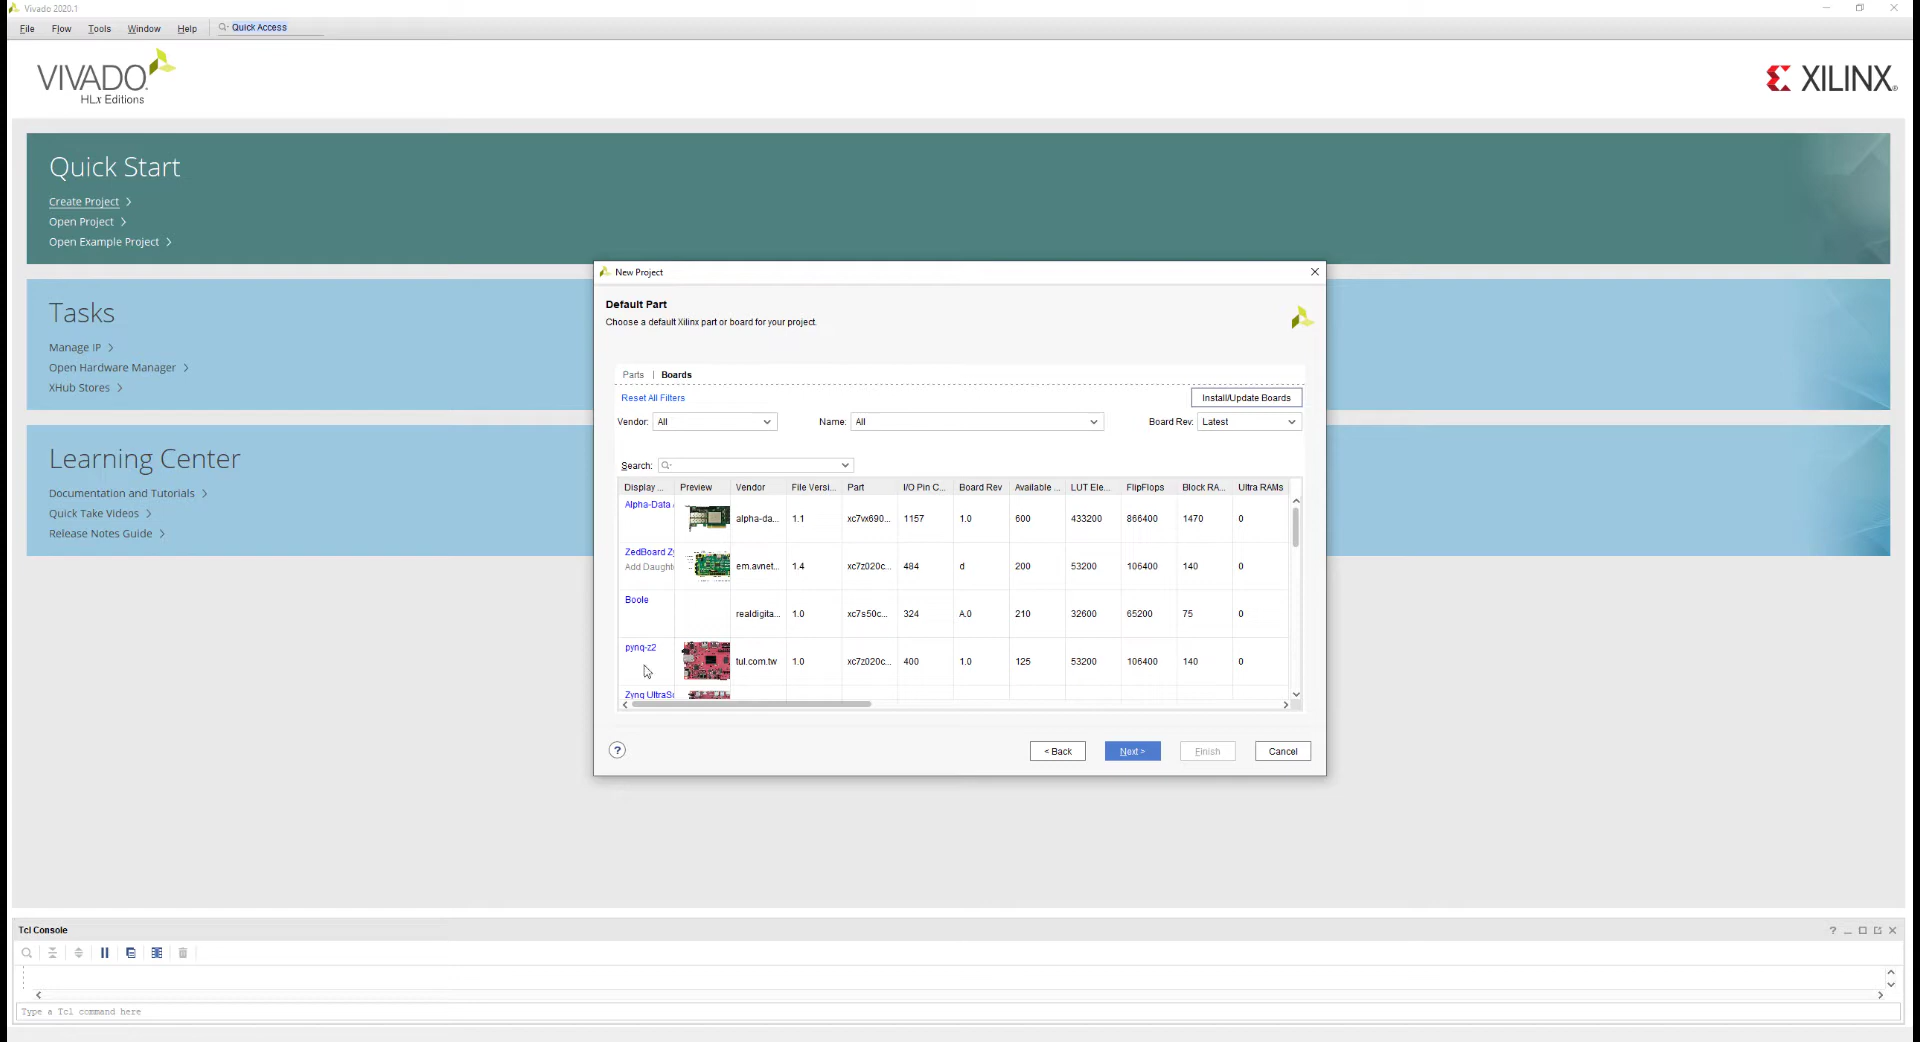 Vivado 2020.1
File Flow Tools Window Help Quick Access
VIVADO
HLx Editions
XILINX
Quick Start
Create Project >
Open Project >
Open Example Project >
Tasks
Manage IP >
Open Hardware Manager >
XHub Stores >
Learning Center
Documentation and Tutorials >
Quick Take Videos >
Release Notes Guide >
New Project
Default Part
Choose a default Xilinx part or board for your project.
Parts | Boards
Reset All Filters
Install/Update Boards
Vendor: All Name: All Board Rev: Latest
Search:
Display ... Preview Vendor File Versi... Part I/O Pin C... Board Rev Available ... LUT Ele... FlipFlops Block RA... Ultra RAMs
Alpha-Data alpha-da... 1.1 xc7vx690... 1157 1.0 600 433200 866400 1470 0
ZedBoard em.avnet... 1.4 xc7z020c... 484 d 200 53200 106400 140 0
Add Daught
Boole realdigita... 1.0 xc7s50c... 324 A.0 210 32600 65200 75 0
pynq-z2 tul.com.tw 1.0 xc7z020c... 400 1.0 125 53200 106400 140 0
Zynq UltraSc
? < Back Next > Finish Cancel
Tcl Console
Type a Tcl command here